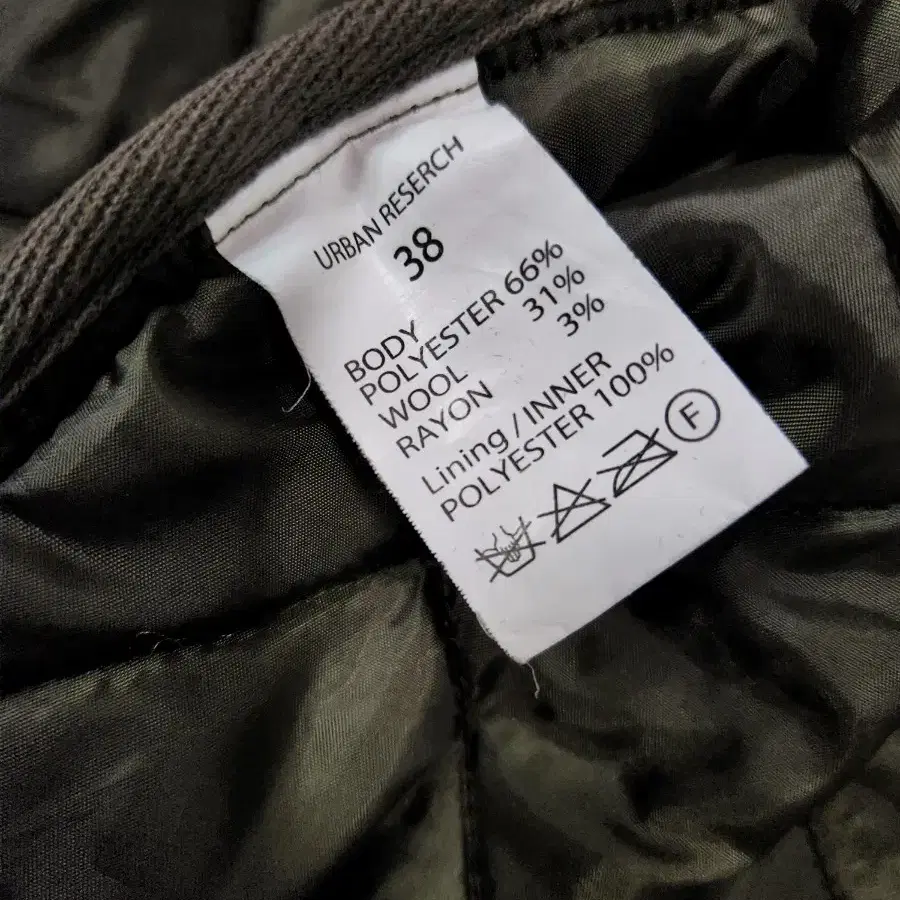 URBAN RESERCH
38
BODY
POLYESTER 66%
WOOL 31%
RAYON 3%
Lining / INNER
POLYESTER 100%
F